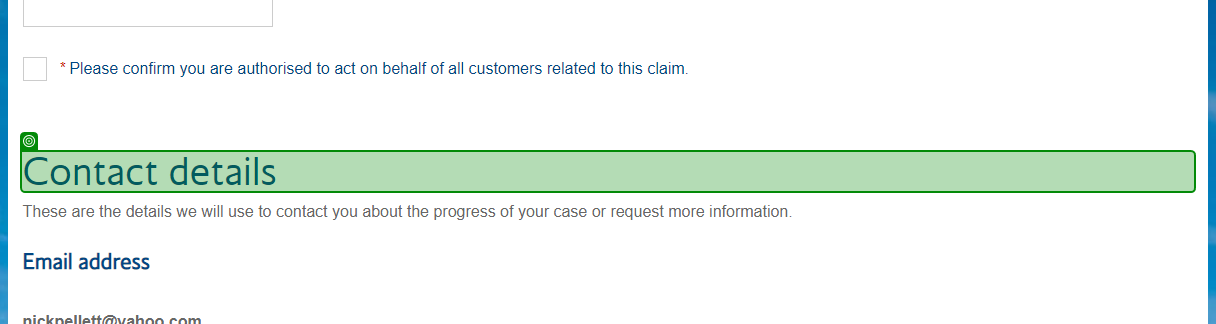 * Please confirm you are authorised to act on behalf of all customers related to this claim.
Contact details
These are the details we will use to contact you about the progress of your case or request more information.
Email address
nickpellett@yahoo.com